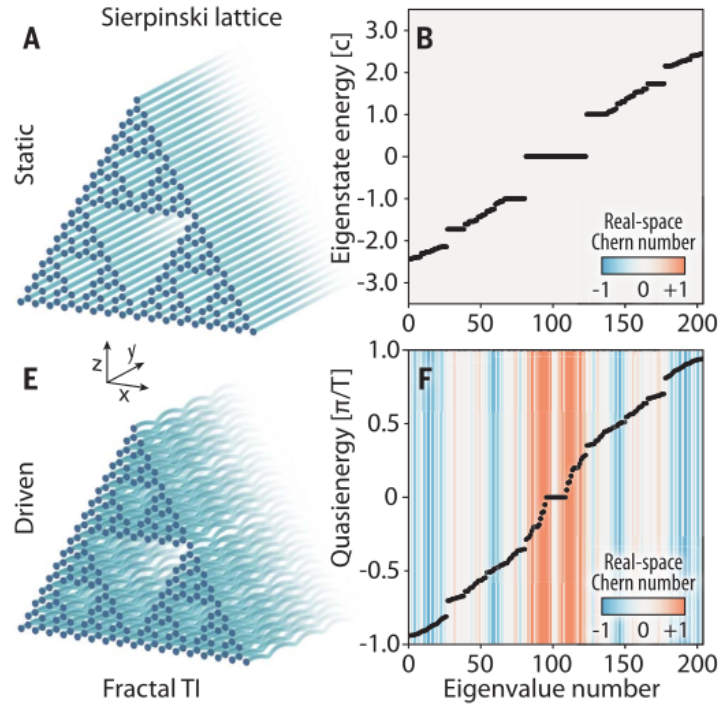 Sierpinski lattice
A
Static
z
y
x
B
Eigenstate energy [c]
3.0
2.0
1.0
0
-1.0
-2.0
-3.0
Real-space
Chern number
-1 0 +1
0 50 100 150 200
E
Driven
Fractal TI
F
Quasienergy [π/T]
1.0
0.5
0
-0.5
-1.0
Real-space
Chern number
-1 0 +1
0 50 100 150 200
Eigenvalue number